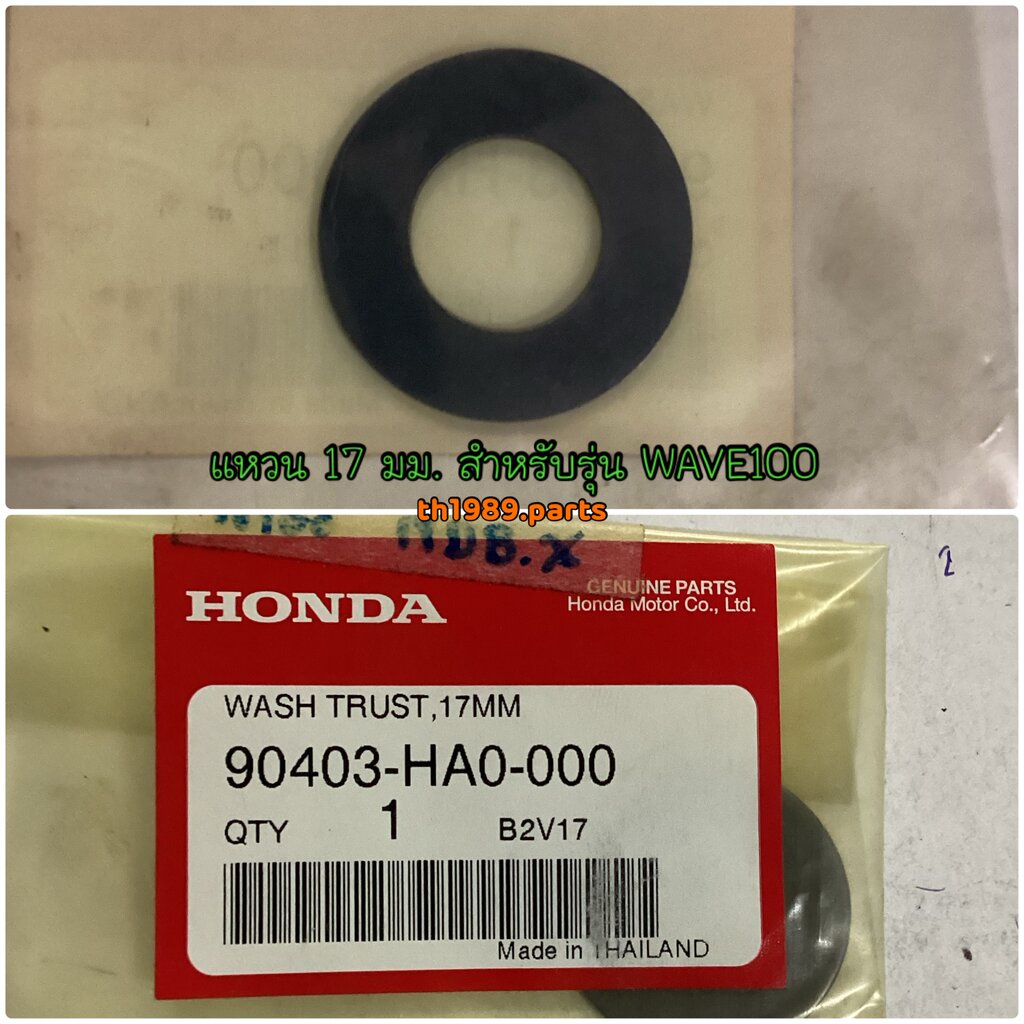 แหวน 17 มม. สำหรับรุ่น WAVE100
th1989.parts
HONDA
GENUINE PARTS
Honda Motor Co., Ltd.
WASH TRUST,17MM
90403-HA0-000
QTY 1 B2V17
Made in THAILAND